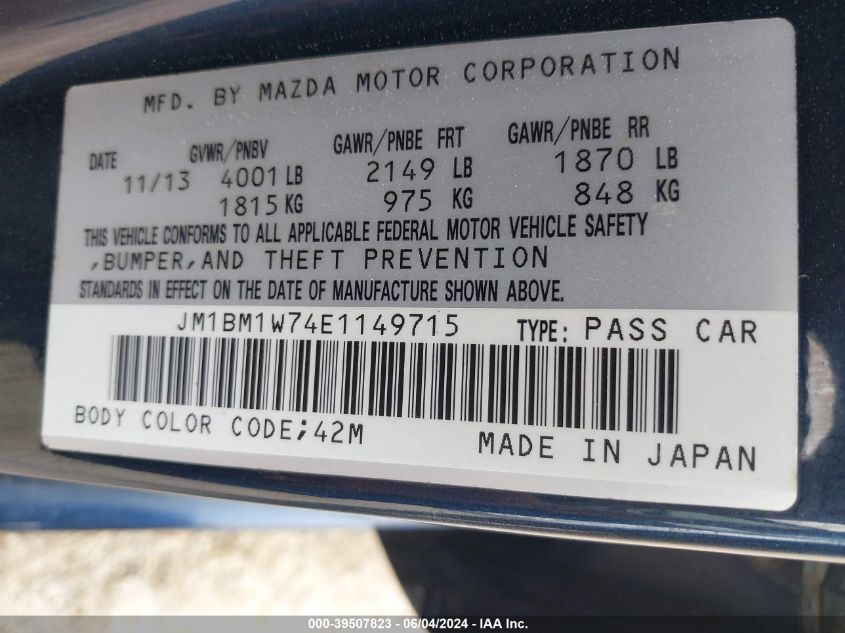 MFD. BY MAZDA MOTOR CORPORATION
DATE GVWR/PNBV GAWR/PNBE FRT GAWR/PNBE RR
11/13 4001 LB 2149 LB 1870 LB
1815 KG 975 KG 848 KG
THIS VEHICLE CONFORMS TO ALL APPLICABLE FEDERAL MOTOR VEHICLE SAFETY
,BUMPER,AND THEFT PREVENTION
STANDARDS IN EFFECT ON THE DATE OF MANUFACTURE SHOWN ABOVE.
JM1BM1W74E1149715 TYPE: PASS CAR
BODY COLOR CODE;42M MADE IN JAPAN
000-39507823 - 06/04/2024 - IAA, Inc.